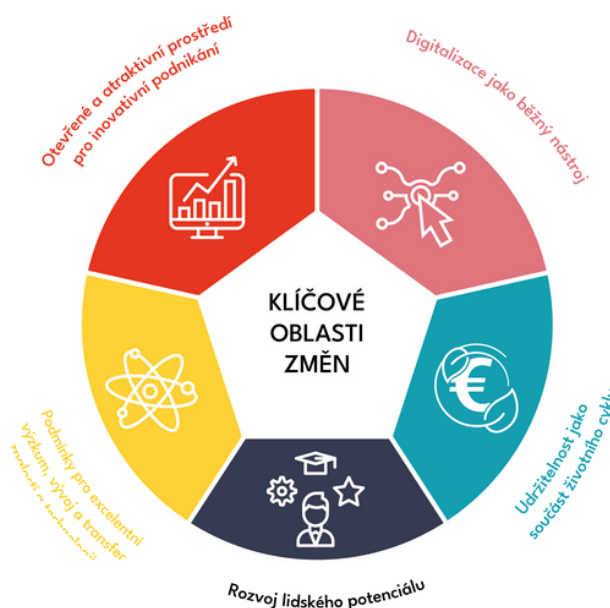 Otevřené a atraktivní prostředí
pro inovativní podnikání
Digitalizace jako běžný nástroj
KLÍČOVÉ
OBLASTI
ZMĚN
€
Podmínky pro excelentní
výzkum, vývoj a transfer
Udržitelnost jako
součást životního
Rozvoj lidského potenciálu